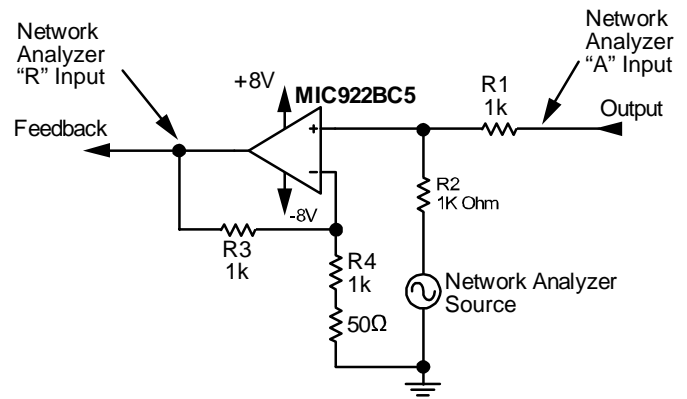 Network
Analyzer
“R” Input
Network
Analyzer
“A” Input
+8V
MIC922BC5
R1
1k
Output
Feedback
+
–
R2
1K Ohm
-8V
R3
1k
R4
1k
50Ω
Network Analyzer
Source